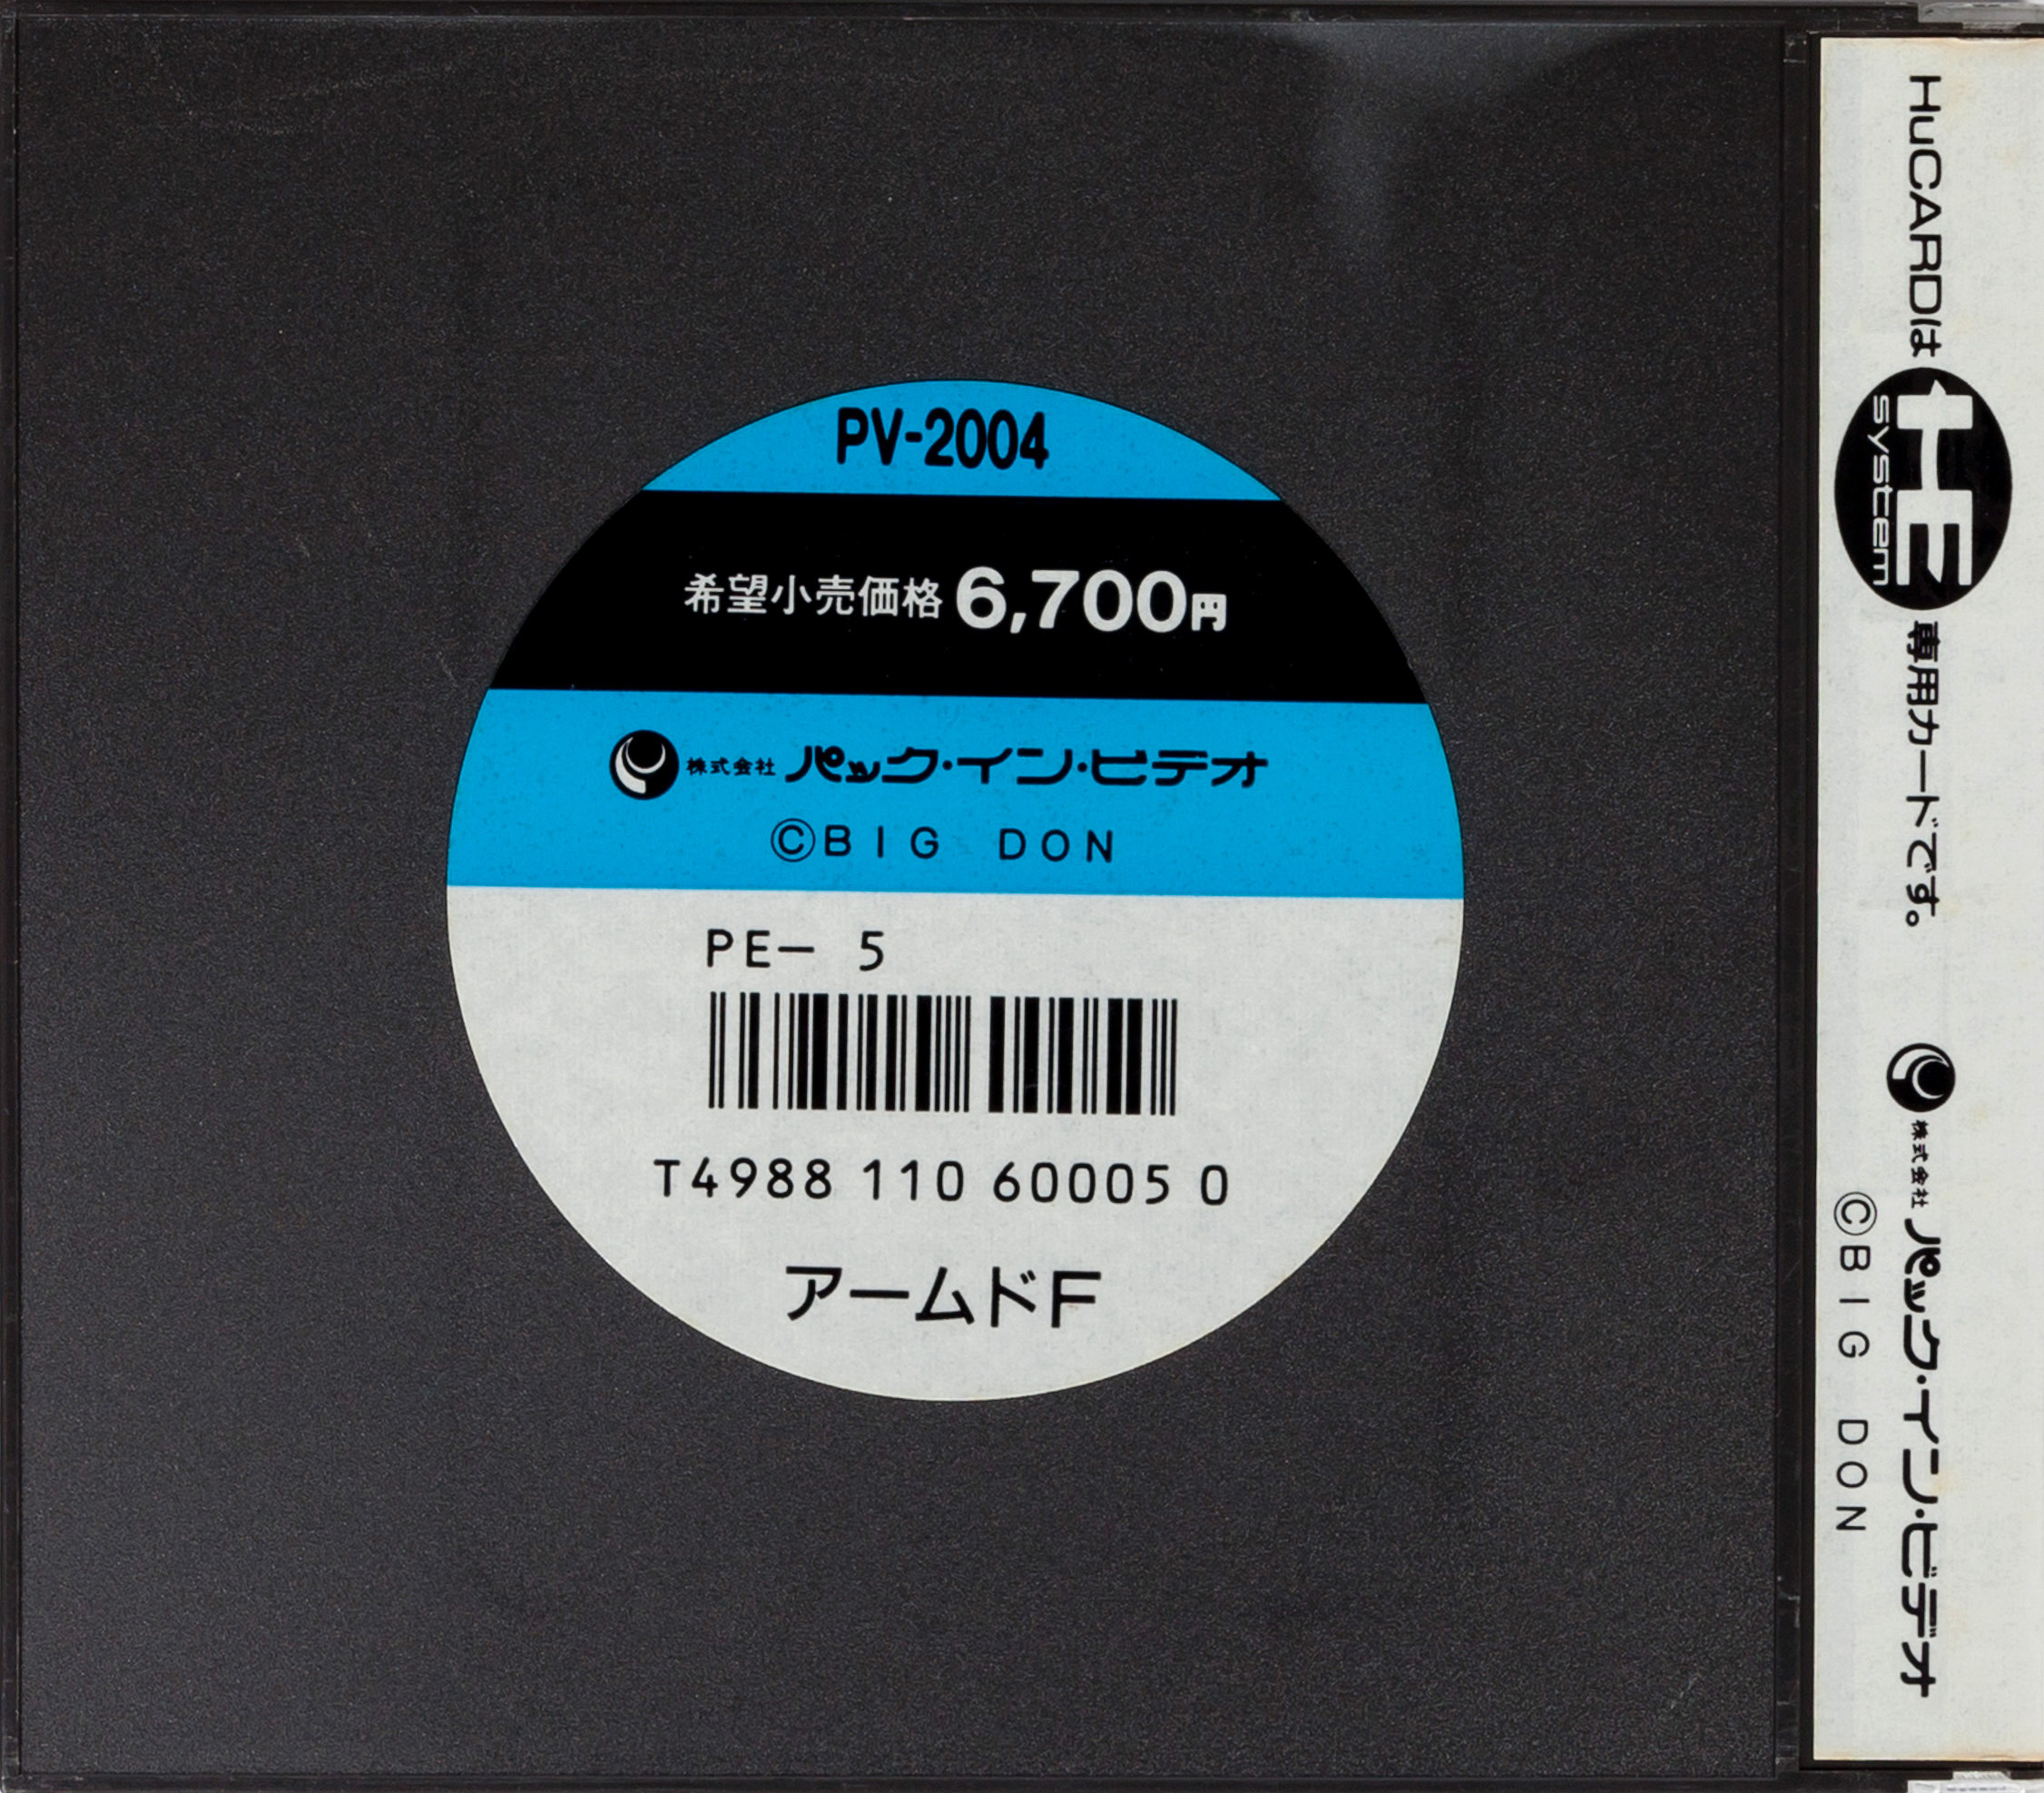 PV-2004
希望小売価格 6,700円
株式会社 パック・イン・ビデオ
©BIG DON
PE- 5
T4988 110 60005 0
アームドF
HuCARDは HE system 専用カードです。
株式会社 パック・イン・ビデオ
©BIG DON